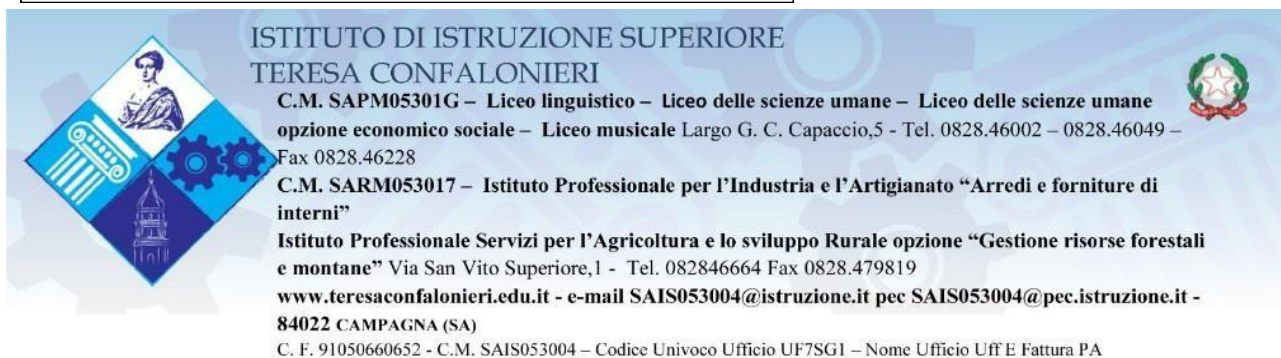 ISTITUTO DI ISTRUZIONE SUPERIORE
TERESA CONFALONIERI
C.M. SAPM05301G – Liceo linguistico – Liceo delle scienze umane – Liceo delle scienze umane
opzione economico sociale – Liceo musicale Largo G. C. Capaccio,5 - Tel. 0828.46002 – 0828.46049 –
Fax 0828.46228
C.M. SARM053017 – Istituto Professionale per l'Industria e l'Artigianato "Arredi e forniture di
interni"
Istituto Professionale Servizi per l'Agricoltura e lo sviluppo Rurale opzione "Gestione risorse forestali
e montane" Via San Vito Superiore,1 - Tel. 082846664 Fax 0828.479819
www.teresaconfalonieri.edu.it - e-mail SAIS053004@istruzione.it pec SAIS053004@pec.istruzione.it -
84022 CAMPAGNA (SA)
C. F. 91050660652 - C.M. SAIS053004 – Codice Univoco Ufficio UF7SG1 – Nome Ufficio Uff E Fattura PA